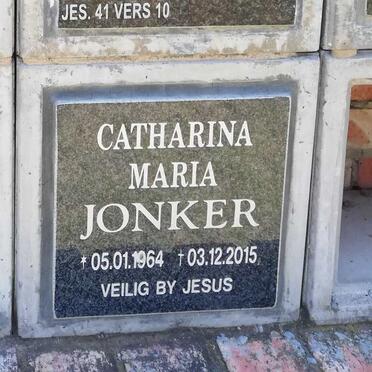 JES. 41 VERS 10
CATHARINA
MARIA
JONKER
* 05.01.1964 † 03.12.2015
VEILIG BY JESUS